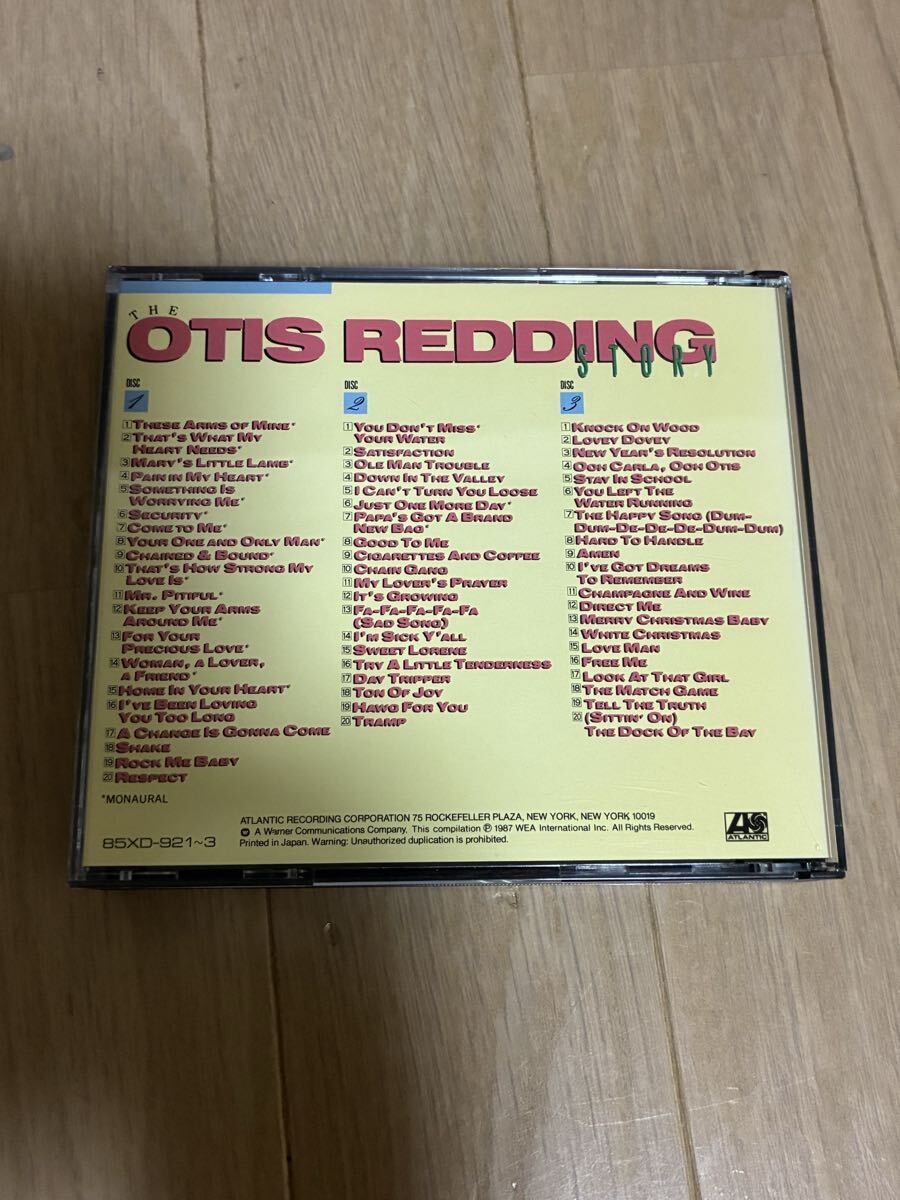 THE
OTIS REDDING
STORY
DISC
1
1 THESE ARMS OF MINE*
2 THAT'S WHAT MY
HEART NEEDS*
3 MARY'S LITTLE LAMB*
4 PAIN IN MY HEART*
5 SOMETHING IS
WORRYING ME*
6 SECURITY*
7 COME TO ME*
8 YOUR ONE AND ONLY MAN*
9 CHAINED & BOUND*
10 THAT'S HOW STRONG MY
LOVE IS*
11 MR. PITIFUL*
12 KEEP YOUR ARMS
AROUND ME*
13 FOR YOUR
PRECIOUS LOVE*
14 WOMAN, A LOVER,
A FRIEND*
15 HOME IN YOUR HEART*
16 I'VE BEEN LOVING
YOU TOO LONG
17 A CHANGE IS GONNA COME
18 SHAKE
19 ROCK ME BABY
20 RESPECT
*MONAURAL
DISC
2
1 YOU DON'T MISS*
YOUR WATER
2 SATISFACTION
3 OLE MAN TROUBLE
4 DOWN IN THE VALLEY
5 I CAN'T TURN YOU LOOSE
6 JUST ONE MORE DAY*
7 PAPA'S GOT A BRAND
NEW BAG*
8 GOOD TO ME
9 CIGARETTES AND COFFEE
10 CHAIN GANG
11 MY LOVER'S PRAYER
12 IT'S GROWING
13 FA-FA-FA-FA-FA
(SAD SONG)
14 I'M SICK Y'ALL
15 SWEET LORENE
16 TRY A LITTLE TENDERNESS
17 DAY TRIPPER
18 TON OF JOY
19 HAWG FOR YOU
20 TRAMP
DISC
3
1 KNOCK ON WOOD
2 LOVEY DOVEY
3 NEW YEAR'S RESOLUTION
4 OOH CARLA, OOH OTIS
5 STAY IN SCHOOL
6 YOU LEFT THE
WATER RUNNING
7 THE HAPPY SONG (DUM-
DUM-DE-DE-DE-DUM-DUM)
8 HARD TO HANDLE
9 AMEN
10 I'VE GOT DREAMS
TO REMEMBER
11 CHAMPAGNE AND WINE
12 DIRECT ME
13 MERRY CHRISTMAS BABY
14 WHITE CHRISTMAS
15 LOVE MAN
16 FREE ME
17 LOOK AT THAT GIRL
18 THE MATCH GAME
19 TELL THE TRUTH
20 (SITTIN' ON)
THE DOCK OF THE BAY
ATLANTIC RECORDING CORPORATION 75 ROCKEFELLER PLAZA, NEW YORK, NEW YORK 10019
A Warner Communications Company. This compilation ℗ 1987 WEA International Inc. All Rights Reserved.
Printed in Japan. Warning: Unauthorized duplication is prohibited.
85XD-921~3
ATLANTIC